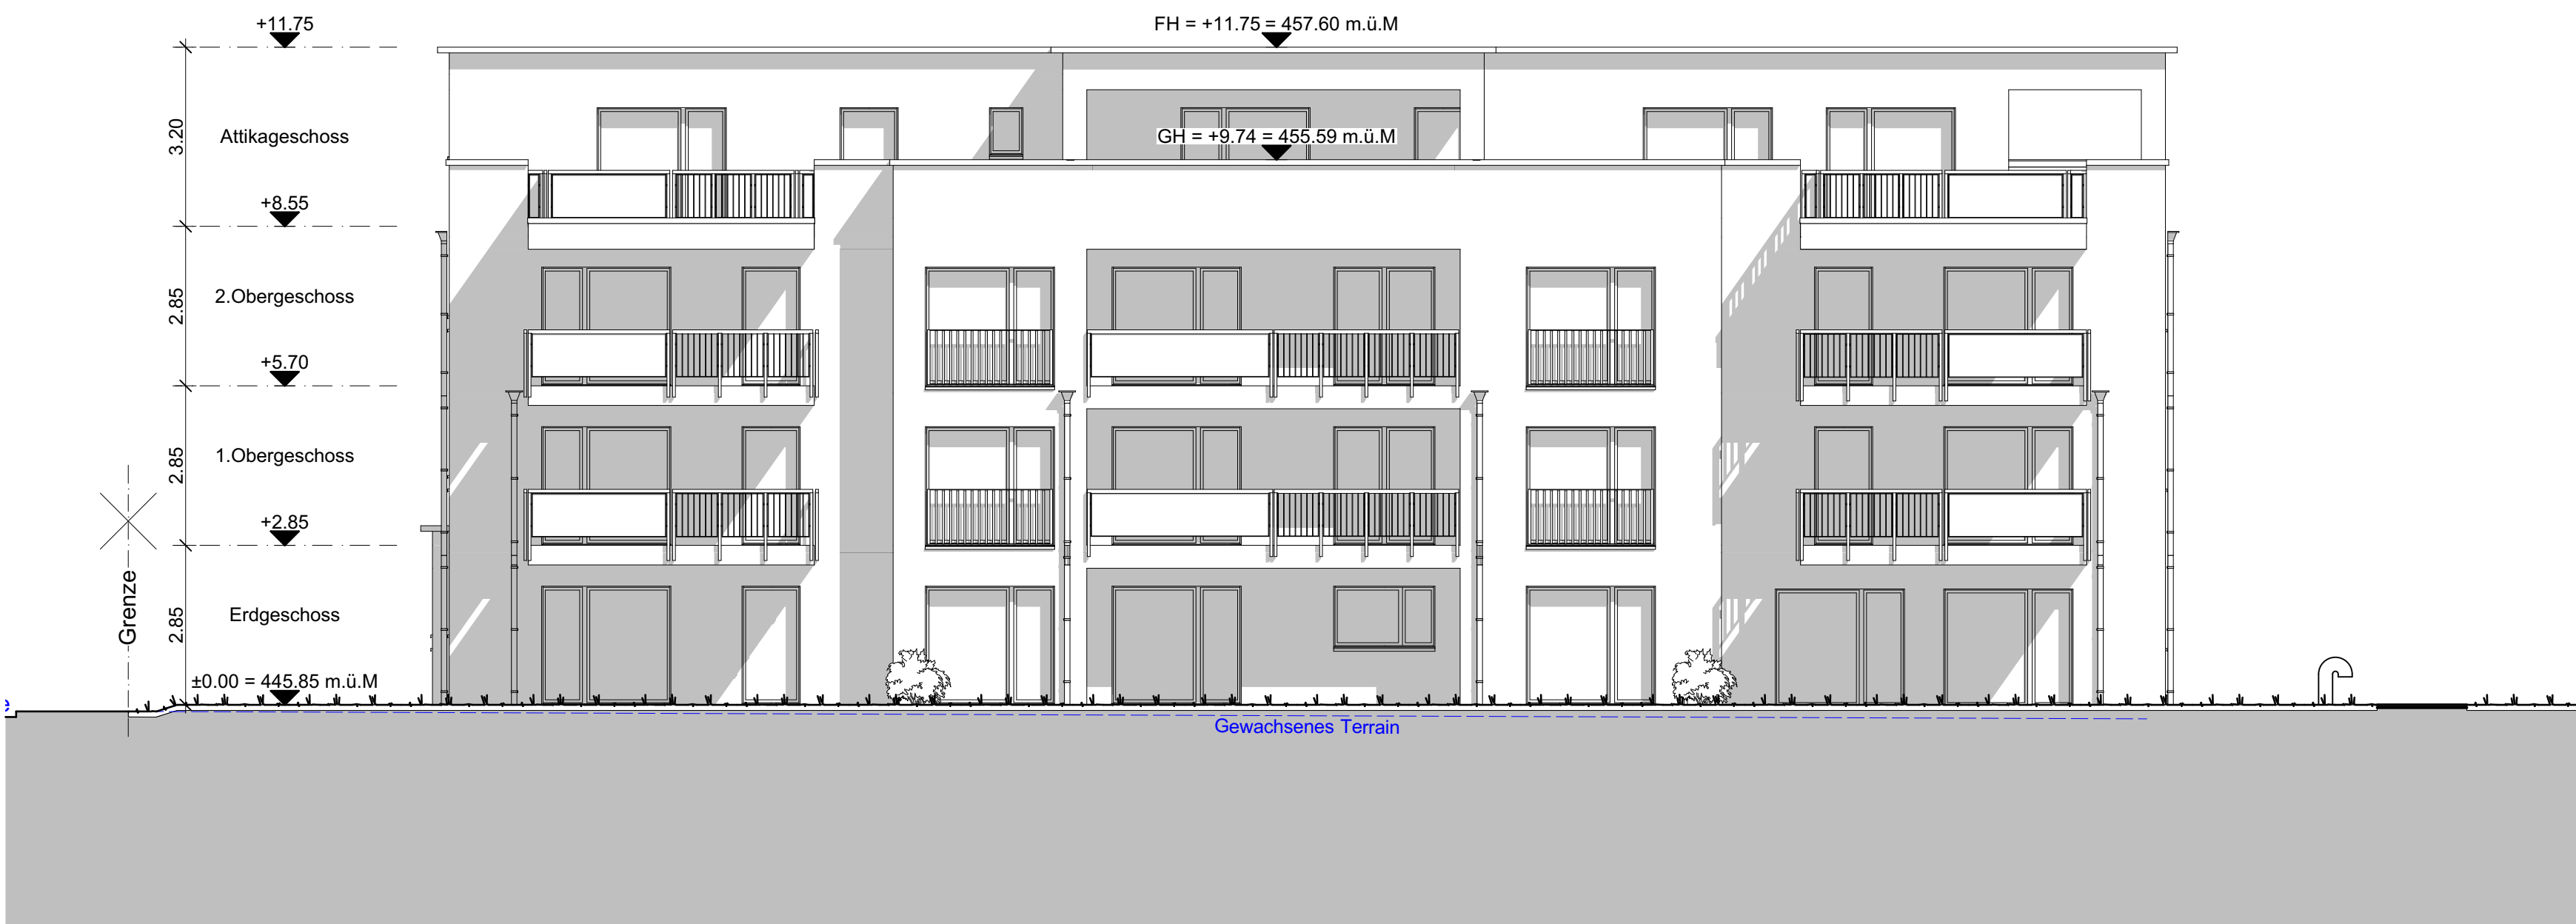 +11.75
FH = +11.75 = 457.60 m.ü.M
3.20
Attikageschoss
GH = +9.74 = 455.59 m.ü.M
+8.55
2.85
2.Obergeschoss
+5.70
2.85
1.Obergeschoss
+2.85
Grenze
2.85
Erdgeschoss
±0.00 = 445.85 m.ü.M
e
Gewachsenes Terrain